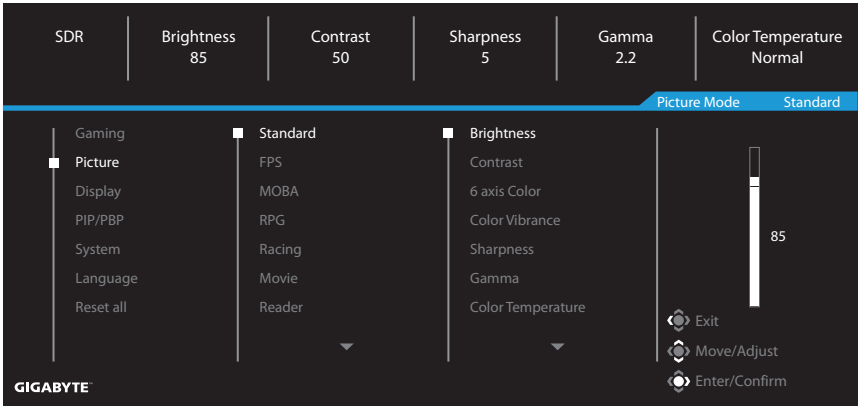 SDR
Brightness
85
Contrast
50
Sharpness
5
Gamma
2.2
Color Temperature
Normal
Picture Mode Standard
Gaming
Picture
Display
PIP/PBP
System
Language
Reset all
Standard
FPS
MOBA
RPG
Racing
Movie
Reader
Brightness
Contrast
6 axis Color
Color Vibrance
Sharpness
Gamma
Color Temperature
85
Exit
Move/Adjust
Enter/Confirm
GIGABYTE™